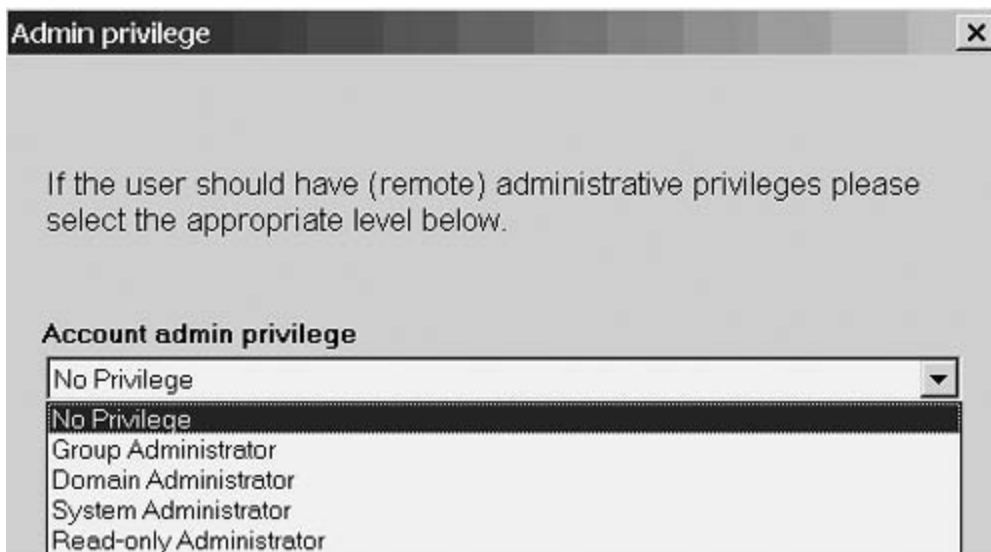 Admin privilege
If the user should have (remote) administrative privileges please
select the appropriate level below.
Account admin privilege
No Privilege
No Privilege
Group Administrator
Domain Administrator
System Administrator
Read-only Administrator